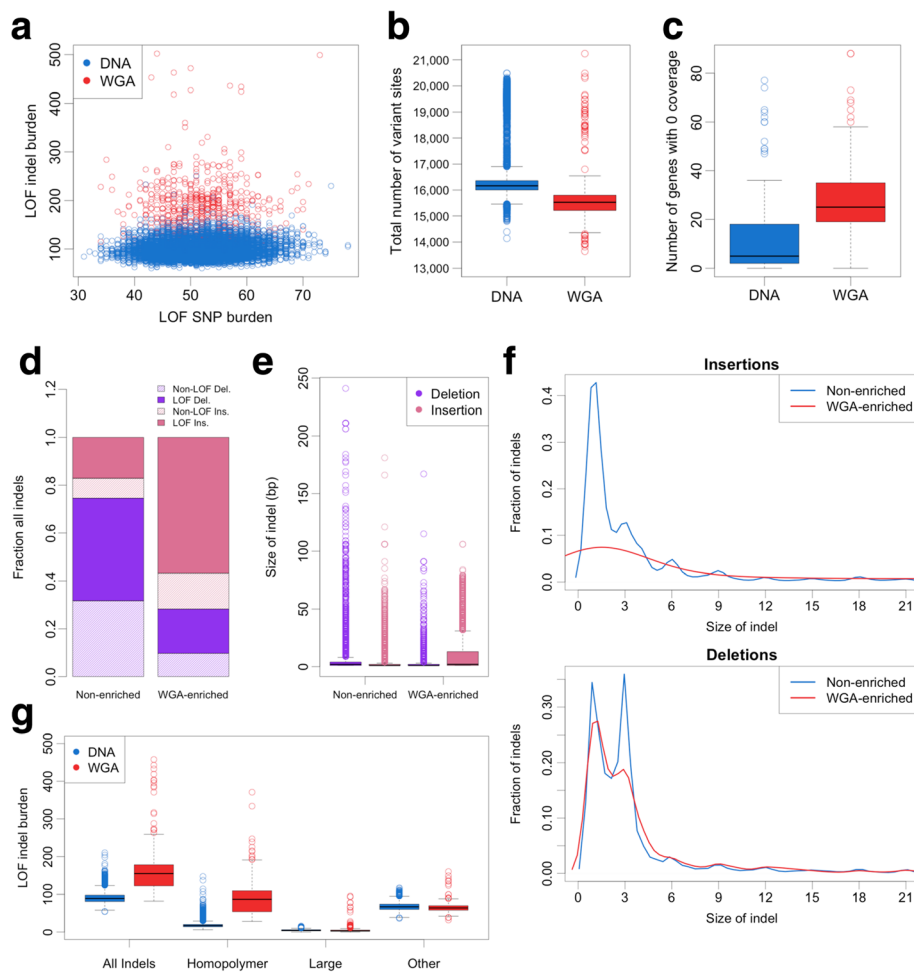 a
DNA
WGA
LOF indel burden
500
400
300
200
100
30 40 50 60 70
LOF SNP burden
b
Total number of variant sites
21,000
20,000
19,000
18,000
17,000
16,000
15,000
14,000
13,000
DNA WGA
c
Number of genes with 0 coverage
80
60
40
20
0
DNA WGA
d
Non-LOF Del.
LOF Del.
Non-LOF Ins.
LOF Ins.
Fraction all indels
1.2
1.0
0.8
0.6
0.4
0.2
0.0
Non-enriched WGA-enriched
e
Deletion
Insertion
Size of indel (bp)
250
200
150
100
50
0
Non-enriched WGA-enriched
f
Insertions
Non-enriched
WGA-enriched
Fraction of indels
0.4
0.2
0.1
0.0
0 3 6 9 12 15 18 21
Size of indel
Deletions
Non-enriched
WGA-enriched
Fraction of indels
0.30
0.20
0.10
0.00
0 3 6 9 12 15 18 21
Size of indel
g
DNA
WGA
LOF indel burden
500
400
300
200
100
0
All Indels Homopolymer Large Other